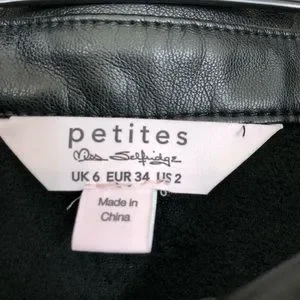 petites
Miss Selfridge
UK 6 EUR 34 US 2
Made in
China